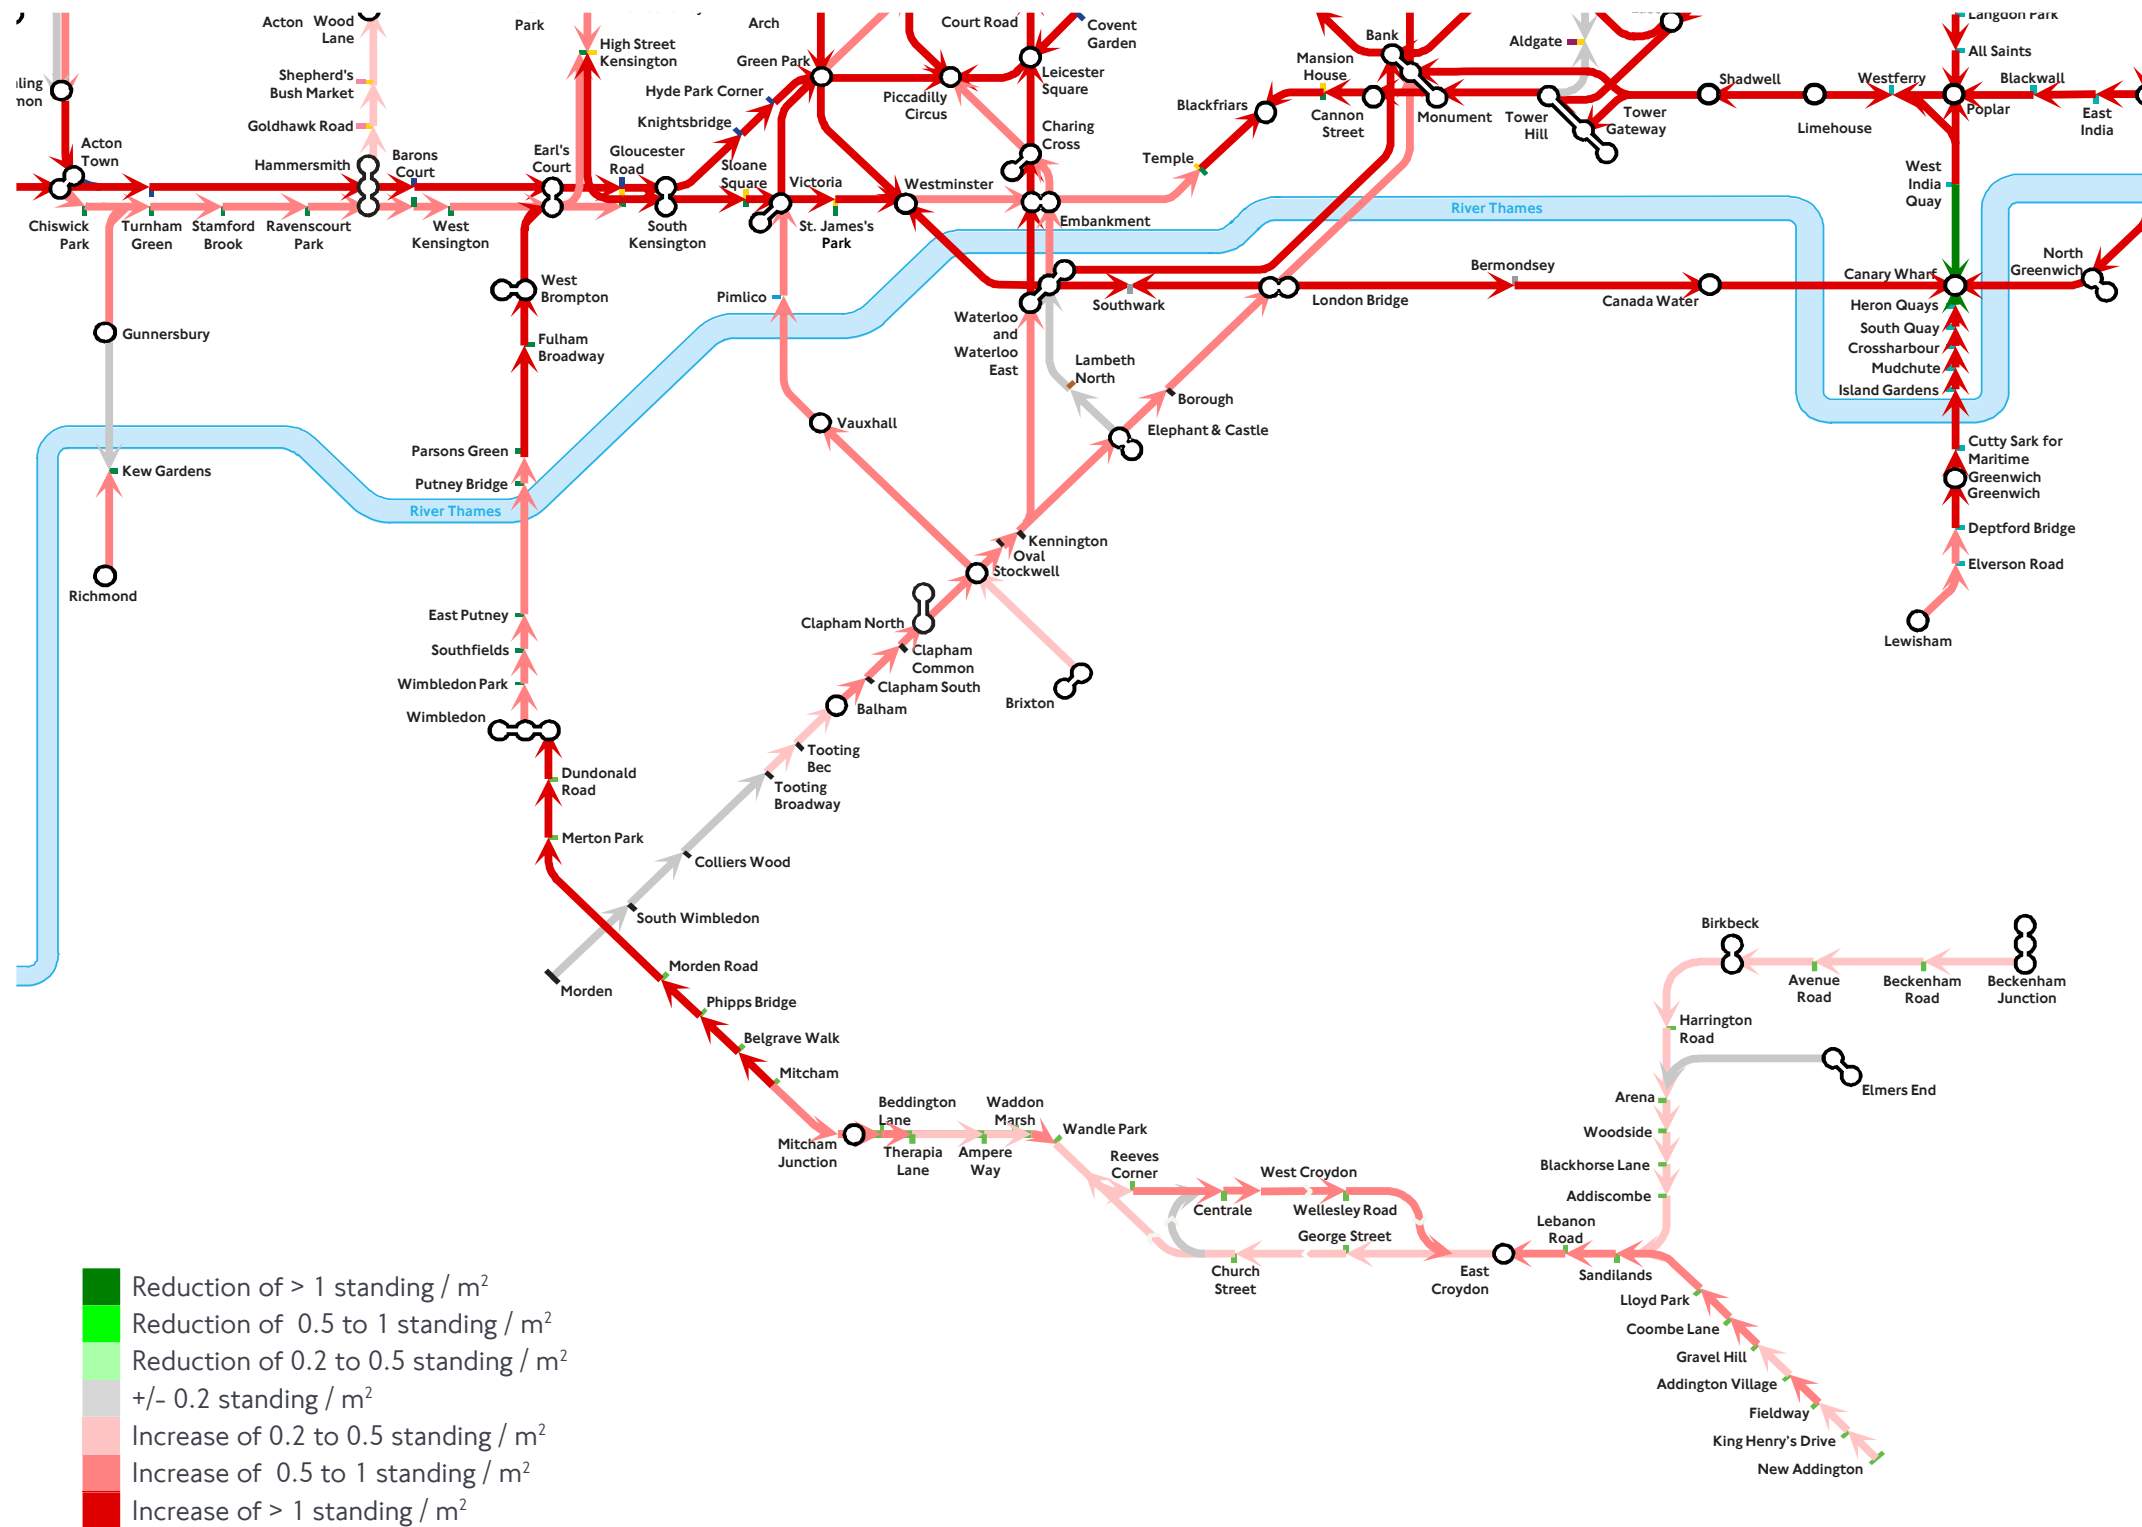 Acton
Wood
Lane
Park
Arch
Court Road
Covent
Garden
Bank
Aldgate
Langdon Park
High Street
Kensington
Green Park
Leicester
Square
Mansion
House
All Saints
Shepherd's
Bush Market
Hyde Park Corner
Piccadilly
Circus
Blackfriars
Cannon
Street
Monument
Tower
Hill
Tower
Gateway
Shadwell
Limehouse
Westferry
Poplar
Blackwall
East
India
Goldhawk Road
Knightsbridge
Charing
Cross
Acton
Town
Hammersmith
Barons
Court
Earl's
Court
Gloucester
Road
Sloane
Square
Victoria
Westminster
Temple
West
India
Quay
Chiswick
Park
Turnham
Green
Stamford
Brook
Ravenscourt
Park
West
Kensington
South
Kensington
St. James's
Park
Embankment
River Thames
West
Brompton
Pimlico
Waterloo
and
Waterloo
East
Southwark
London Bridge
Bermondsey
Canada Water
Canary Wharf
North
Greenwich
Heron Quays
South Quay
Crossharbour
Mudchute
Island Gardens
Gunnersbury
Fulham
Broadway
Lambeth
North
Borough
Vauxhall
Elephant & Castle
Parsons Green
Kew Gardens
Putney Bridge
River Thames
Cutty Sark for
Maritime
Greenwich
Greenwich
Deptford Bridge
Elverson Road
Lewisham
Kennington
Oval
Stockwell
Richmond
East Putney
Clapham North
Southfields
Clapham
Common
Wimbledon Park
Clapham South
Wimbledon
Balham
Brixton
Tooting
Bec
Dundonald
Road
Tooting
Broadway
Merton Park
Colliers Wood
South Wimbledon
Morden Road
Morden
Phipps Bridge
Belgrave Walk
Mitcham
Mitcham
Junction
Beddington
Lane
Therapia
Lane
Waddon
Marsh
Ampere
Way
Wandle Park
Reeves
Corner
Centrale
West Croydon
Wellesley Road
George Street
Church
Street
East
Croydon
Lebanon
Road
Sandilands
Birkbeck
Avenue
Road
Beckenham
Road
Beckenham
Junction
Harrington
Road
Elmers End
Arena
Woodside
Blackhorse Lane
Addiscombe
Lloyd Park
Coombe Lane
Gravel Hill
Addington Village
Fieldway
King Henry's Drive
New Addington
Reduction of > 1 standing / m²
Reduction of 0.5 to 1 standing / m²
Reduction of 0.2 to 0.5 standing / m²
+/- 0.2 standing / m²
Increase of 0.2 to 0.5 standing / m²
Increase of 0.5 to 1 standing / m²
Increase of > 1 standing / m²